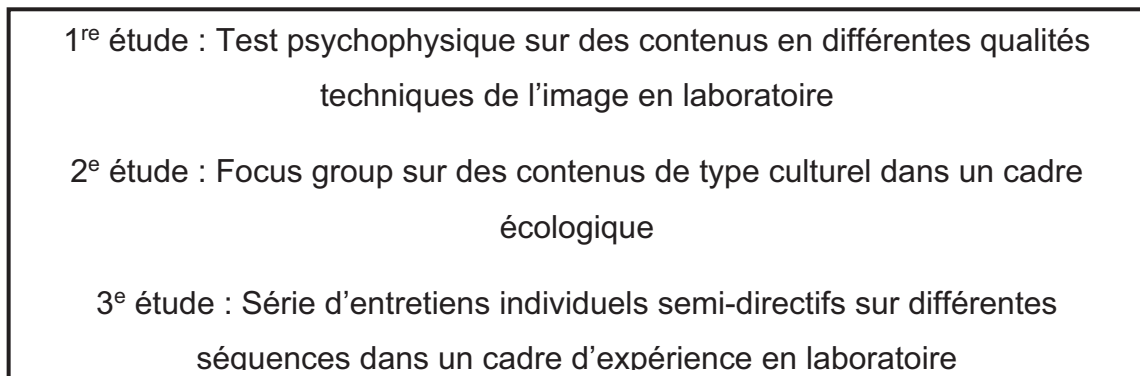 1re étude : Test psychophysique sur des contenus en différentes qualités
techniques de l’image en laboratoire
2e étude : Focus group sur des contenus de type culturel dans un cadre
écologique
3e étude : Série d’entretiens individuels semi-directifs sur différentes
séquences dans un cadre d’expérience en laboratoire